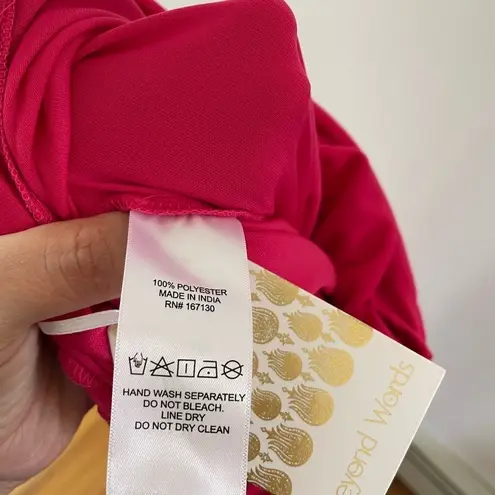 100% POLYESTER
MADE IN INDIA
RN# 167130
HAND WASH SEPARATELY
DO NOT BLEACH.
LINE DRY
DO NOT DRY CLEAN
eyond Words